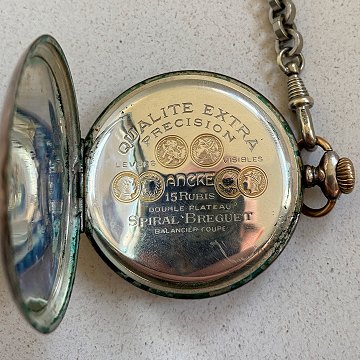 QUALITE EXTRA
PRECISION
LEVEES VISIBLES
ANCRE
15 RUBIS
DOUBLE PLATEAU
SPIRAL BREGUET
BALANCIER COUPE